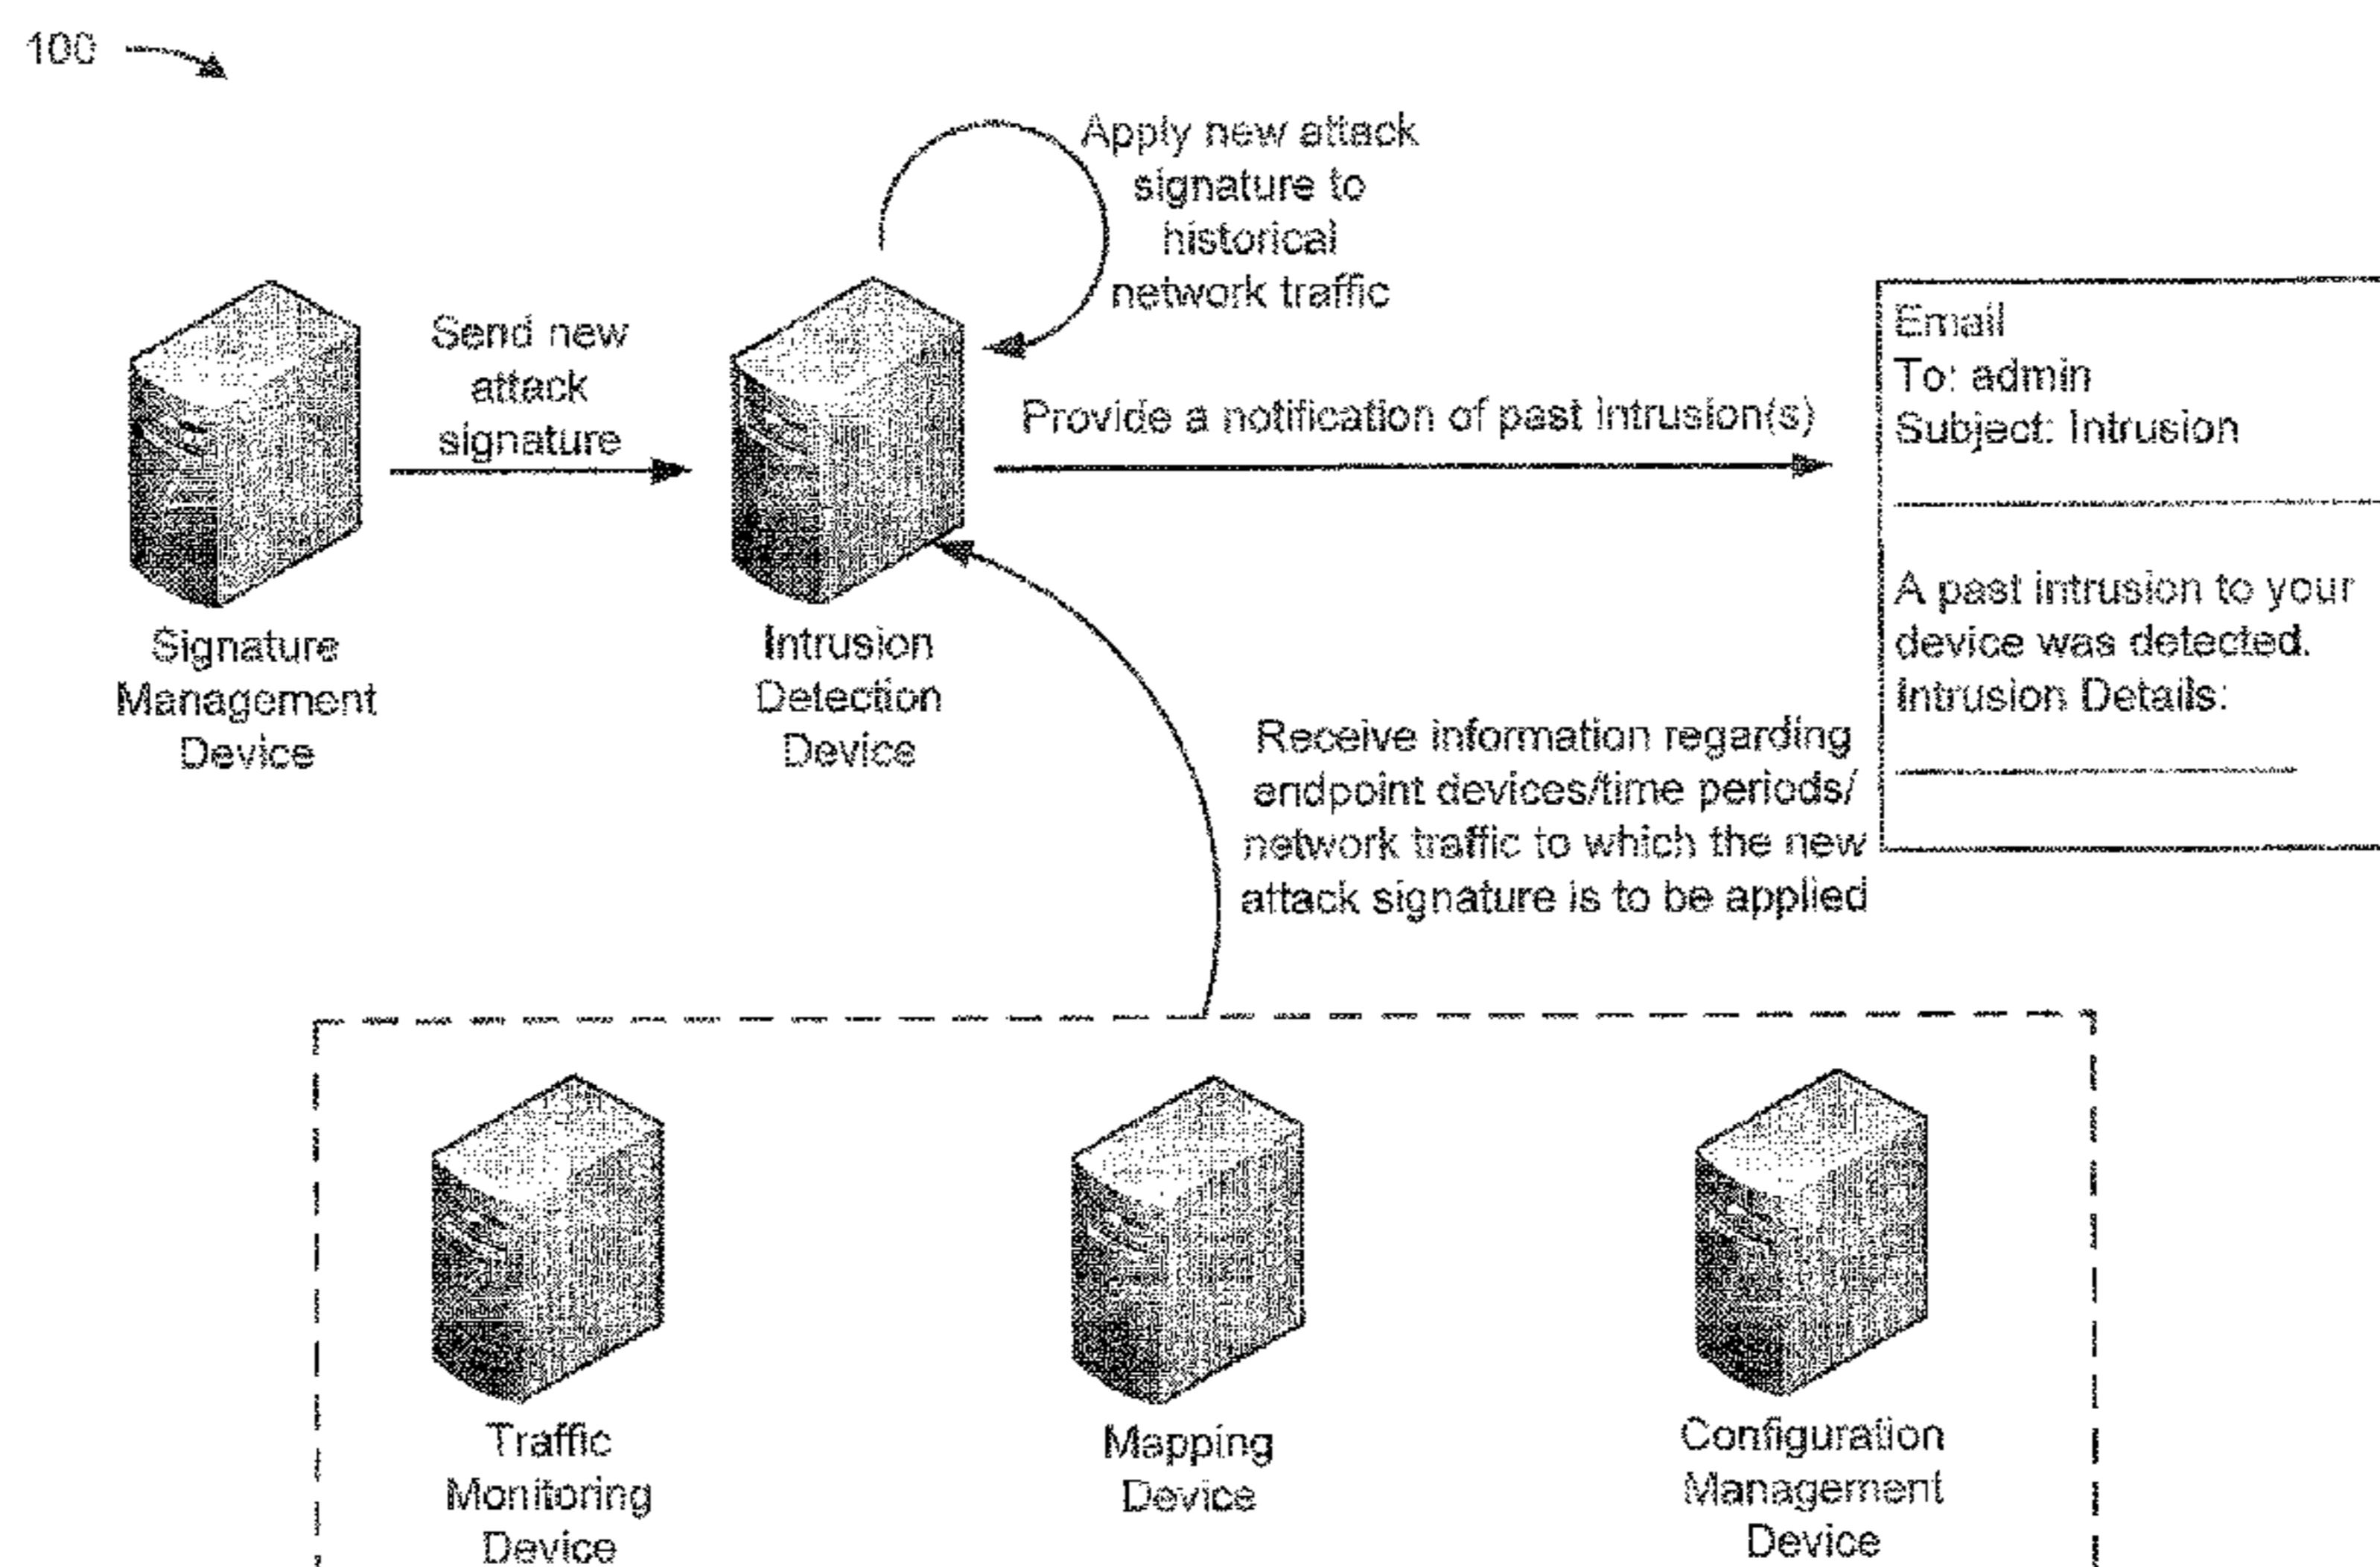 100
Apply new attack
signature to
historical
network traffic
Send new
attack
signature
Provide a notification of past intrusion(s)
Email
To: admin
Subject: Intrusion
A past intrusion to your
device was detected.
Intrusion Details:
Signature
Management
Device
Intrusion
Detection
Device
Receive information regarding
endpoint devices/time periods/
network traffic to which the new
attack signature is to be applied
Traffic
Monitoring
Device
Mapping
Device
Configuration
Management
Device